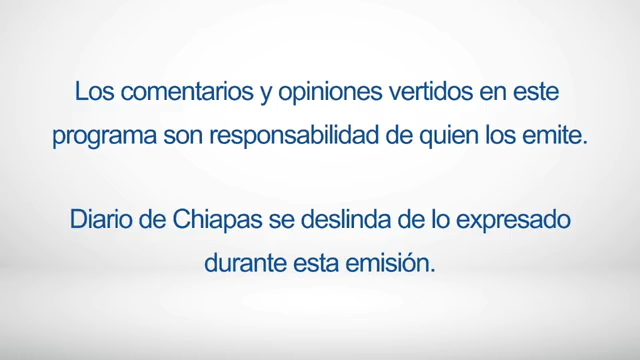 Los comentarios y opiniones vertidos en este
programa son responsabilidad de quien los emite.
Diario de Chiapas se deslinda de lo expresado
durante esta emisión.